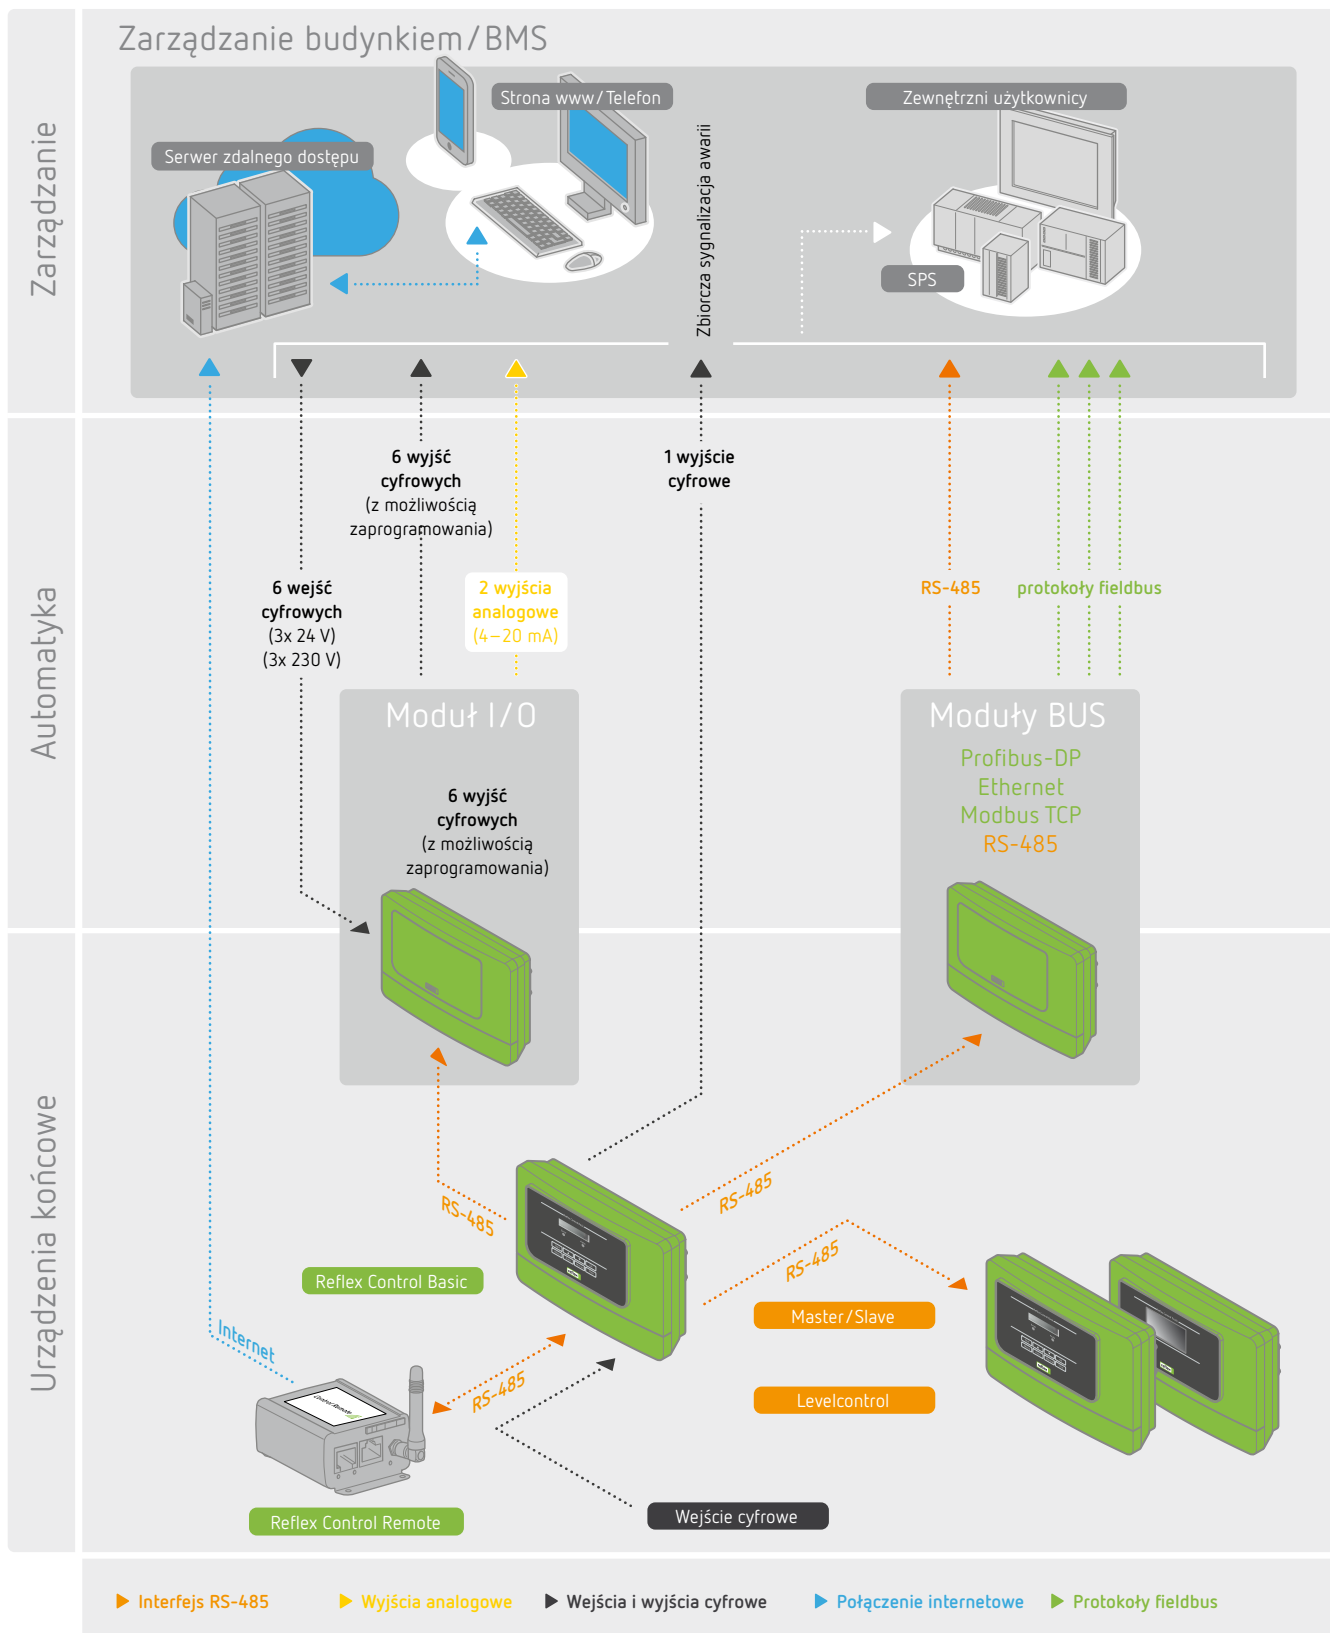 Zarządzanie budynkiem/BMS
Zarządzanie
Strona www/Telefon
Zewnętrzni użytkownicy
Serwer zdalnego dostępu
Zbiorcza sygnalizacja awarii
SPS
Automatyka
6 wyjść
cyfrowych
(z możliwością
zaprogramowania)
1 wyjście
cyfrowe
6 wejść
cyfrowych
(3x 24 V)
(3x 230 V)
2 wyjścia
analogowe
(4–20 mA)
RS-485
protokoły fieldbus
Moduł I/O
6 wyjść
cyfrowych
(z możliwością
zaprogramowania)
Moduły BUS
Profibus-DP
Ethernet
Modbus TCP
RS-485
Urządzenia końcowe
RS-485
RS-485
RS-485
Reflex Control Basic
Master/Slave
Internet
RS-485
Levelcontrol
Control Remote
Reflex Control Remote
Wejście cyfrowe
Interfejs RS-485
Wyjścia analogowe
Wejścia i wyjścia cyfrowe
Połączenie internetowe
Protokoły fieldbus